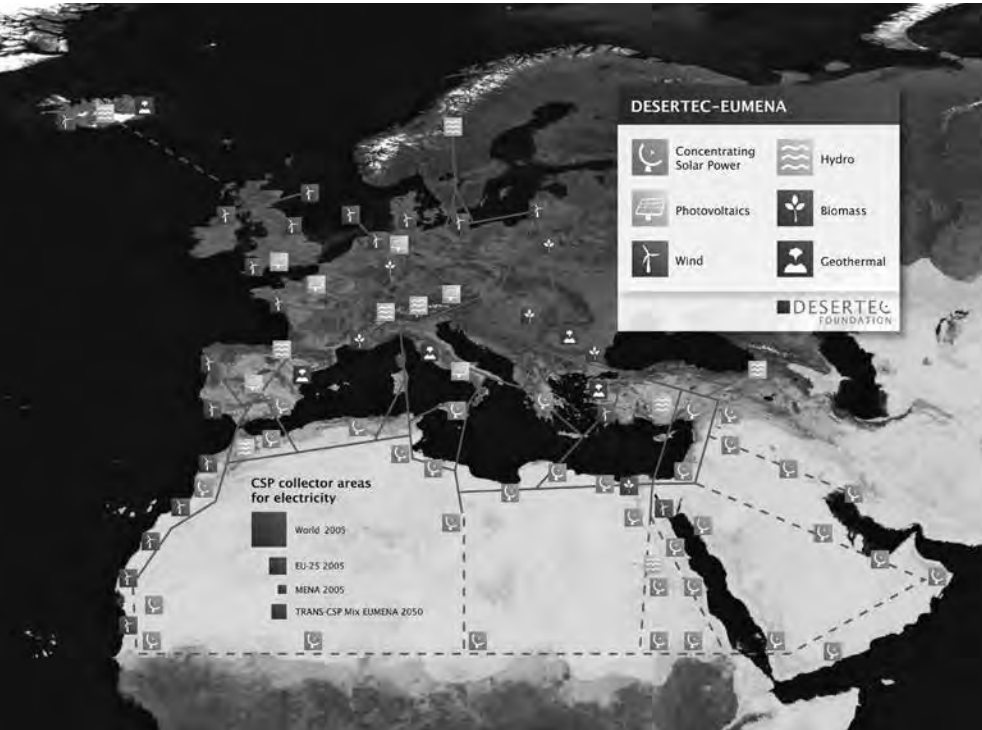 DESERTEC-EUMENA
Concentrating
Solar Power
Hydro
Photovoltaics
Biomass
Wind
Geothermal
DESERTEC
FOUNDATION
CSP collector areas
for electricity
World 2005
EU-25 2005
MENA 2005
TRANS-CSP Mix EUMENA 2050